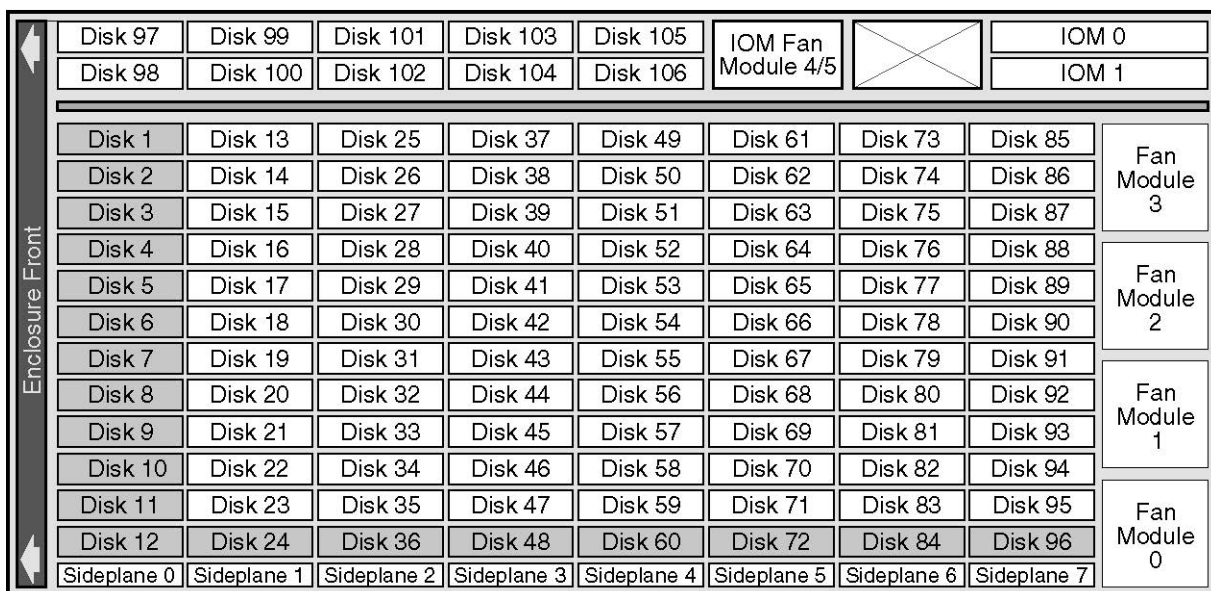 Enclosure Front
Disk 97 Disk 99 Disk 101 Disk 103 Disk 105 IOM Fan Module 4/5 IOM 0
Disk 98 Disk 100 Disk 102 Disk 104 Disk 106 IOM 1
Disk 1 Disk 13 Disk 25 Disk 37 Disk 49 Disk 61 Disk 73 Disk 85
Disk 2 Disk 14 Disk 26 Disk 38 Disk 50 Disk 62 Disk 74 Disk 86
Disk 3 Disk 15 Disk 27 Disk 39 Disk 51 Disk 63 Disk 75 Disk 87
Fan Module 3
Disk 4 Disk 16 Disk 28 Disk 40 Disk 52 Disk 64 Disk 76 Disk 88
Disk 5 Disk 17 Disk 29 Disk 41 Disk 53 Disk 65 Disk 77 Disk 89
Disk 6 Disk 18 Disk 30 Disk 42 Disk 54 Disk 66 Disk 78 Disk 90
Fan Module 2
Disk 7 Disk 19 Disk 31 Disk 43 Disk 55 Disk 67 Disk 79 Disk 91
Disk 8 Disk 20 Disk 32 Disk 44 Disk 56 Disk 68 Disk 80 Disk 92
Disk 9 Disk 21 Disk 33 Disk 45 Disk 57 Disk 69 Disk 81 Disk 93
Fan Module 1
Disk 10 Disk 22 Disk 34 Disk 46 Disk 58 Disk 70 Disk 82 Disk 94
Disk 11 Disk 23 Disk 35 Disk 47 Disk 59 Disk 71 Disk 83 Disk 95
Disk 12 Disk 24 Disk 36 Disk 48 Disk 60 Disk 72 Disk 84 Disk 96
Fan Module 0
Sideplane 0 Sideplane 1 Sideplane 2 Sideplane 3 Sideplane 4 Sideplane 5 Sideplane 6 Sideplane 7